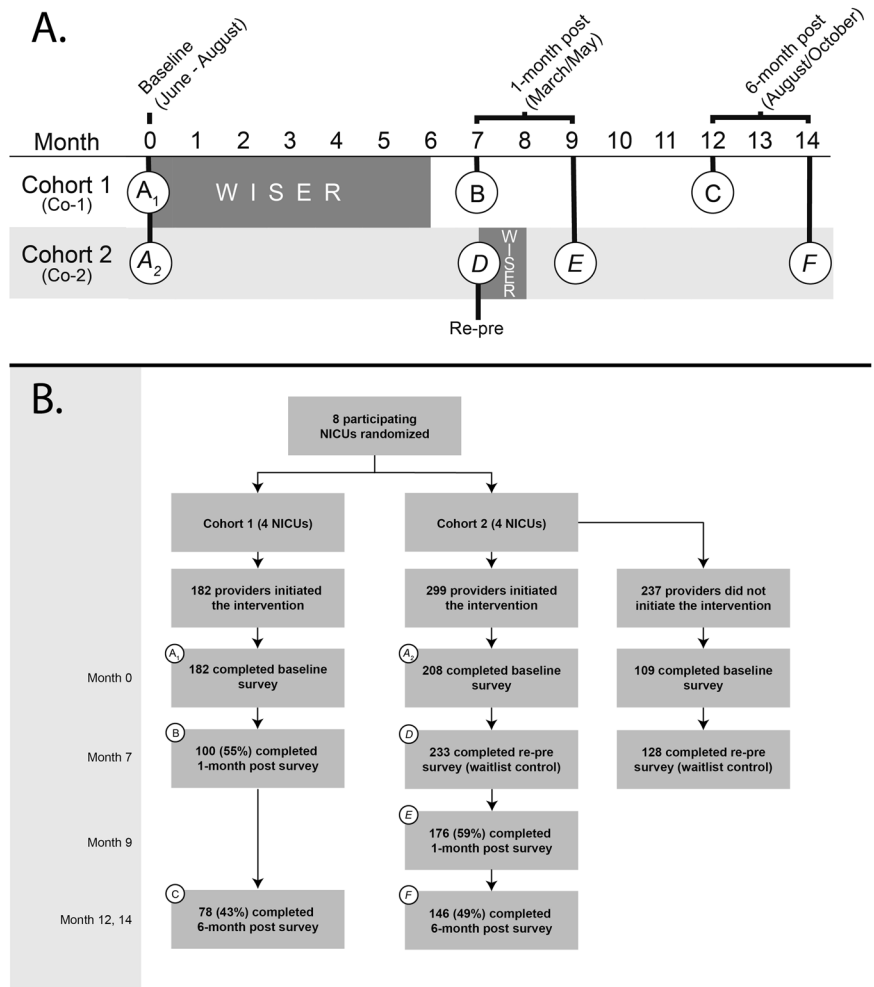 A.
Baseline
(June - August)
1-month post
(March/May)
6-month post
(August/October)
Month 0 1 2 3 4 5 6 7 8 9 10 11 12 13 14
Cohort 1
(Co-1)
A1
WISER
B
C
Cohort 2
(Co-2)
A2
D
WISER
E
F
Re-pre
B.
8 participating
NICUs randomized
Cohort 1 (4 NICUs)
Cohort 2 (4 NICUs)
182 providers initiated
the intervention
299 providers initiated
the intervention
237 providers did not
initiate the intervention
Month 0
A1
182 completed baseline
survey
A2
208 completed baseline
survey
109 completed baseline
survey
Month 7
B
100 (55%) completed
1-month post survey
D
233 completed re-pre
survey (waitlist control)
128 completed re-pre
survey (waitlist control)
Month 9
E
176 (59%) completed
1-month post survey
Month 12, 14
C
78 (43%) completed
6-month post survey
F
146 (49%) completed
6-month post survey